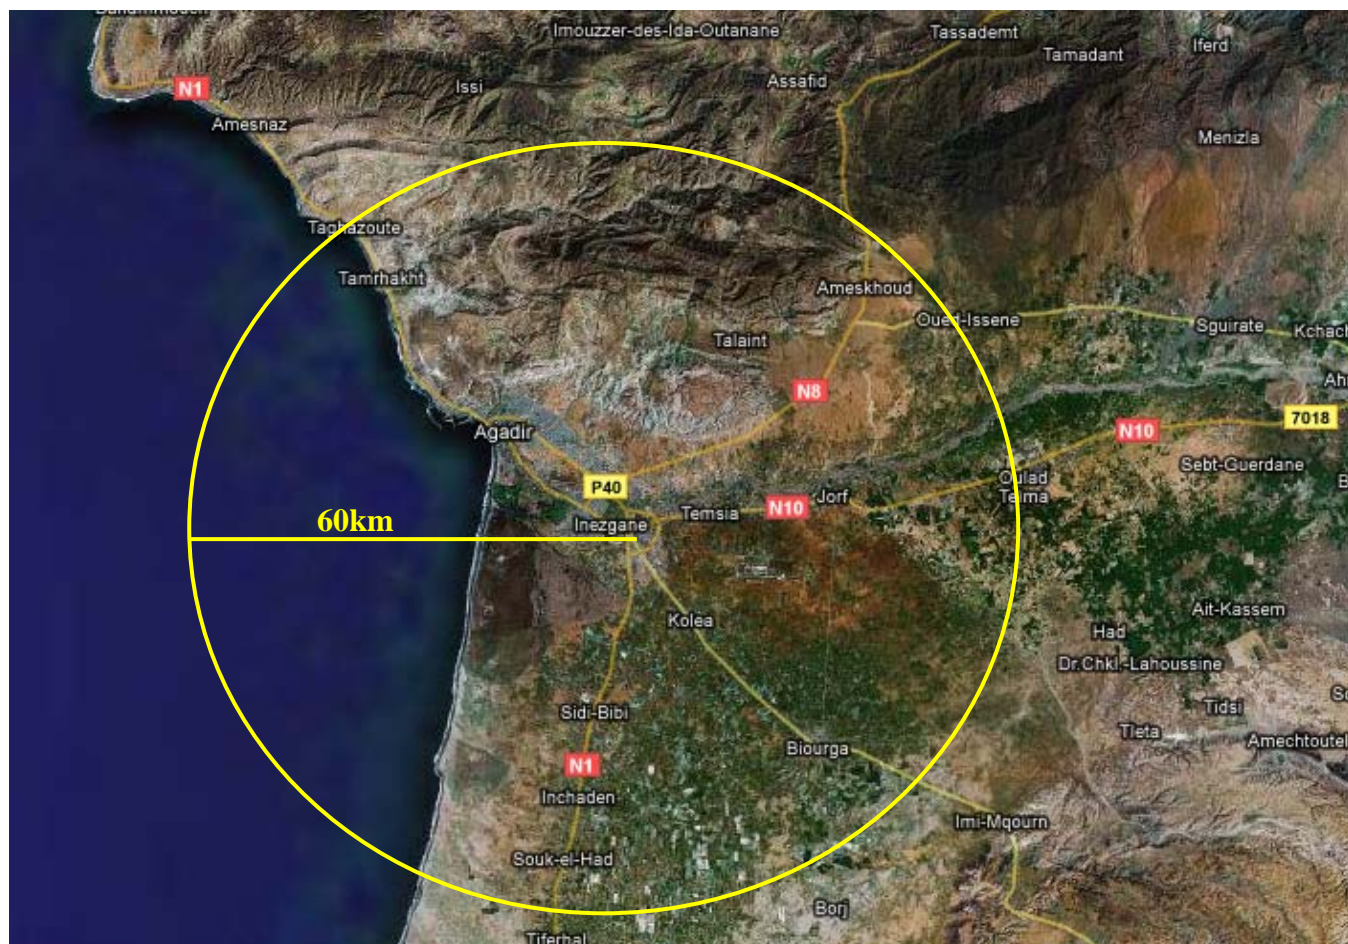 Imouzzer-des-Ida-Outanane
Tassademt
Iferd
Tamadant
Assafid
Issi
N1
Amesnaz
Menizla
Taghazoute
Tamrhakht
Ameskhoud
Oued-Issene
Sguirate
Talaint
N8
7018
N10
Agadir
Sebt-Guerdane
P40
Oulad
Teima
Jorf
N10
Temsia
60km
Inezgane
Ait-Kassem
Kolea
Had
Dr.Chkl.-Lahoussine
Tidsi
Sidi-Bibi
Tleta
Biourga
N1
Inchaden
Imi-Mqourn
Souk-el-Had
Borj